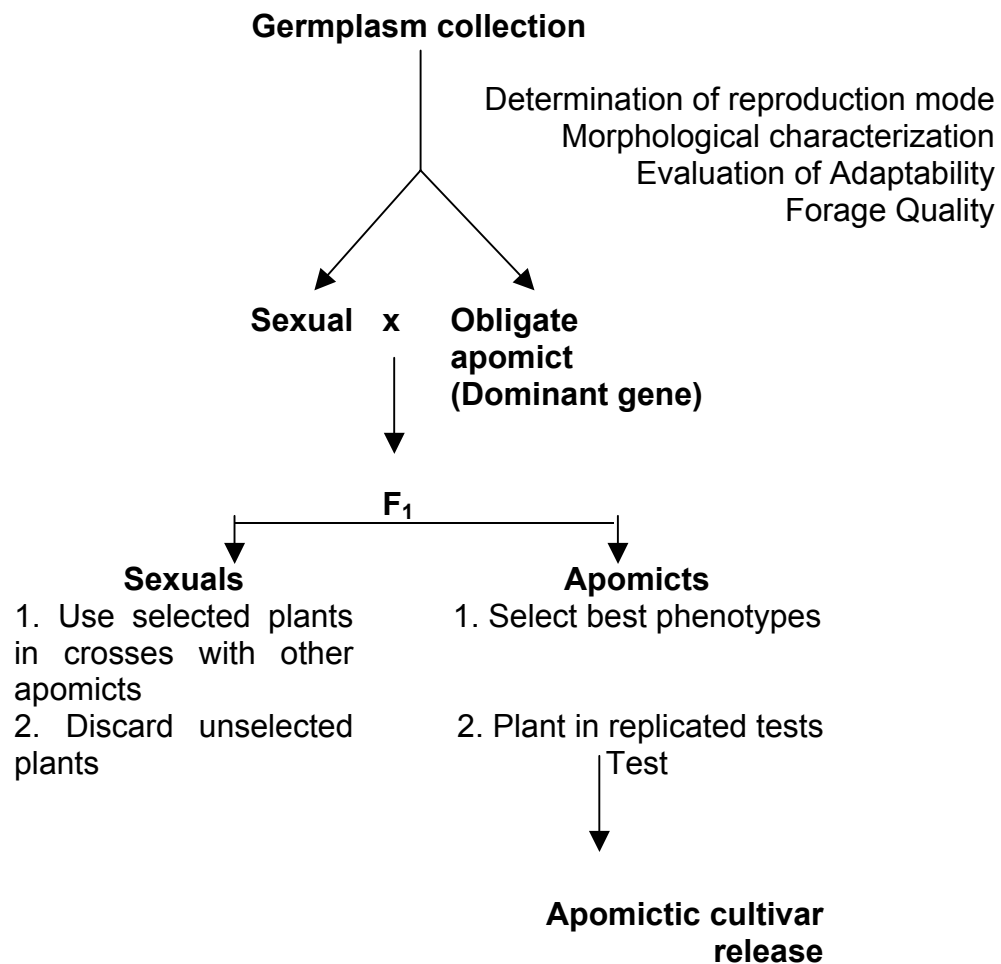 Germplasm collection
Determination of reproduction mode
Morphological characterization
Evaluation of Adaptability
Forage Quality
Sexual x Obligate
apomict
(Dominant gene)
F₁
Sexuals
1. Use selected plants
in crosses with other
apomicts
2. Discard unselected
plants
Apomicts
1. Select best phenotypes
2. Plant in replicated tests
Test
Apomictic cultivar
release